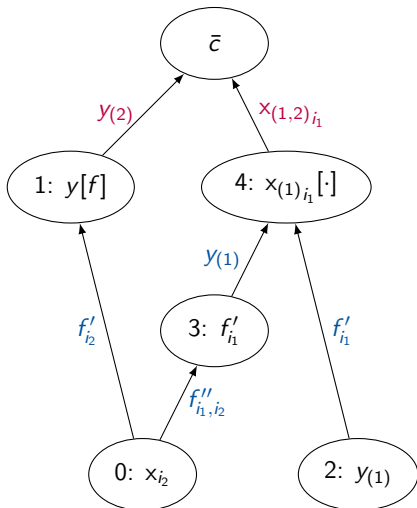 c̄
y₍₂₎ x₍₁,₂₎ᵢ₁
1: y[f] 4: x₍₁₎ᵢ₁[·]
y₍₁₎
f′ᵢ₂ f′ᵢ₁
3: f′ᵢ₁
f″ᵢ₁,ᵢ₂
0: xᵢ₂ 2: y₍₁₎